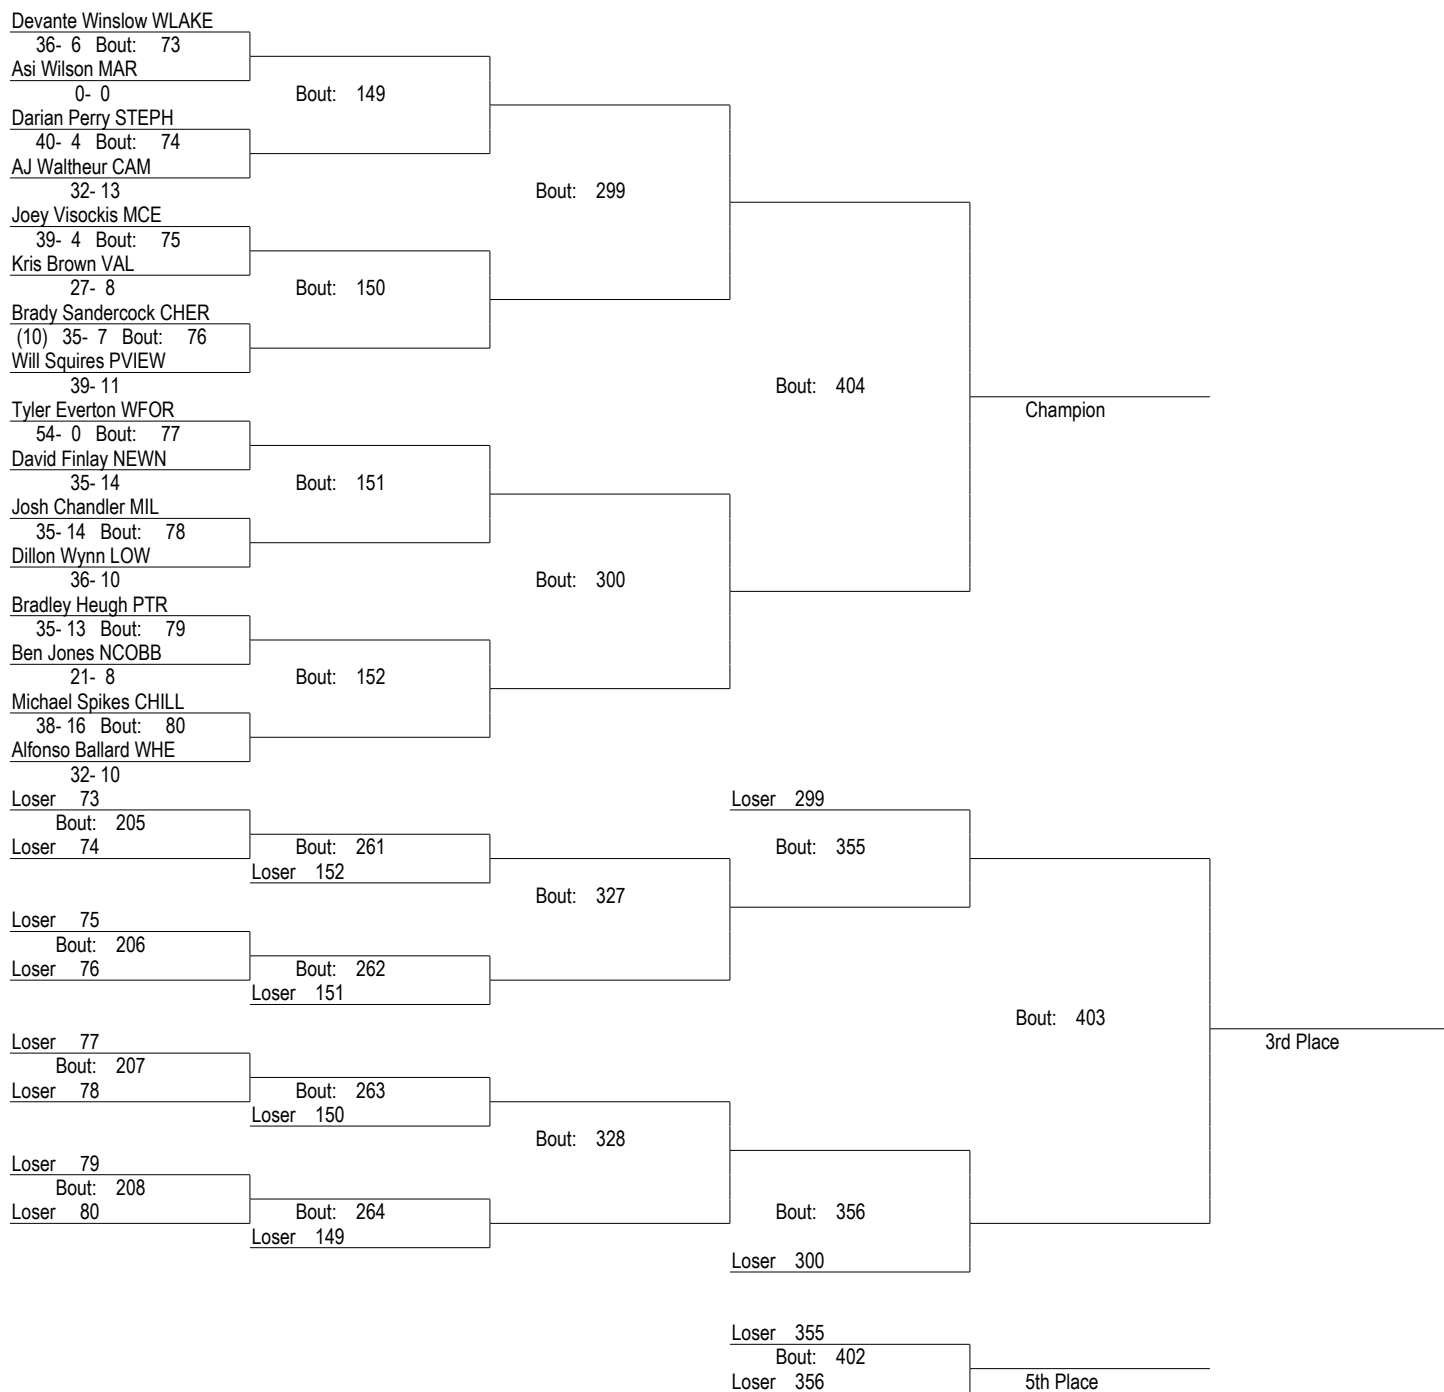 Devante Winslow WLAKE
36- 6 Bout: 73
Asi Wilson MAR
0- 0
Bout: 149
Darian Perry STEPH
40- 4 Bout: 74
AJ Waltheur CAM
32- 13
Bout: 299
Joey Visockis MCE
39- 4 Bout: 75
Kris Brown VAL
27- 8
Bout: 150
Brady Sandercock CHER
(10) 35- 7 Bout: 76
Will Squires PVIEW
39- 11
Bout: 404
Champion
Tyler Everton WFOR
54- 0 Bout: 77
David Finlay NEWN
35- 14
Bout: 151
Josh Chandler MIL
35- 14 Bout: 78
Dillon Wynn LOW
36- 10
Bout: 300
Bradley Heugh PTR
35- 13 Bout: 79
Ben Jones NCOBB
21- 8
Bout: 152
Michael Spikes CHILL
38- 16 Bout: 80
Alfonso Ballard WHE
32- 10
Loser 73
Bout: 205
Loser 74
Bout: 261
Loser 152
Loser 299
Bout: 355
Bout: 327
Loser 75
Bout: 206
Loser 76
Bout: 262
Loser 151
Bout: 403
3rd Place
Loser 77
Bout: 207
Loser 78
Bout: 263
Loser 150
Bout: 328
Loser 79
Bout: 208
Loser 80
Bout: 264
Loser 149
Bout: 356
Loser 300
Loser 355
Bout: 402
Loser 356
5th Place